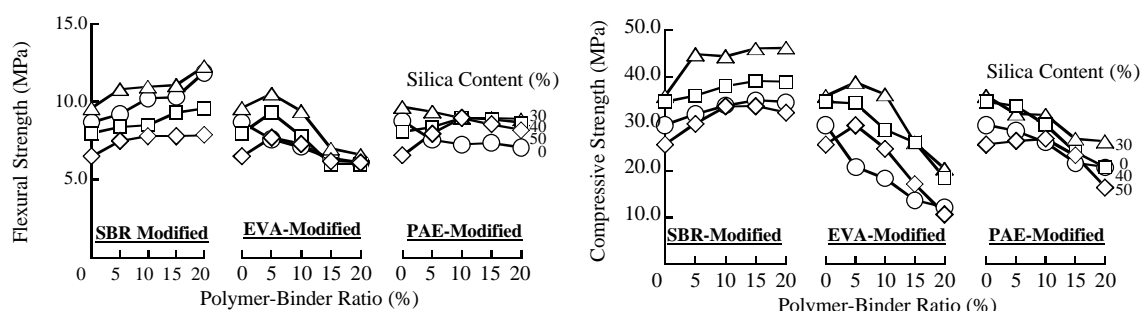 15.0
10.0
5.0
Flexural Strength (MPa)
Silica Content (%)
30
40
50
0
SBR Modified
EVA-Modified
PAE-Modified
0 5 10 15 20
0 5 10 15 20
0 5 10 15 20
Polymer-Binder Ratio (%)
50.0
40.0
30.0
20.0
10.0
Compressive Strength (MPa)
Silica Content (%)
30
0
40
50
SBR-Modified
EVA-Modified
PAE-Modified
0 5 10 15 20
0 5 10 15 20
0 5 10 15 20
Polymer-Binder Ratio (%)